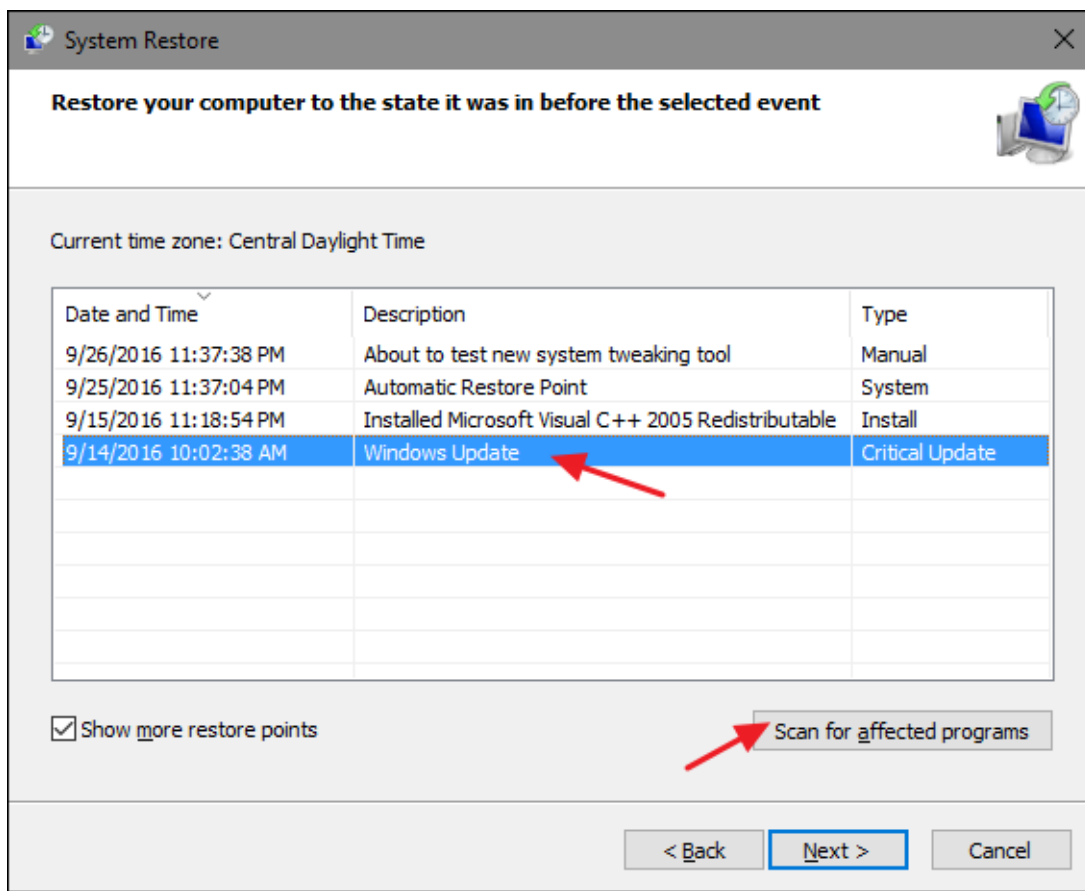 System Restore
Restore your computer to the state it was in before the selected event
Current time zone: Central Daylight Time
Date and Time Description Type
9/26/2016 11:37:38 PM About to test new system tweaking tool Manual
9/25/2016 11:37:04 PM Automatic Restore Point System
9/15/2016 11:18:54 PM Installed Microsoft Visual C++ 2005 Redistributable Install
9/14/2016 10:02:38 AM Windows Update Critical Update
Show more restore points Scan for affected programs
< Back Next > Cancel